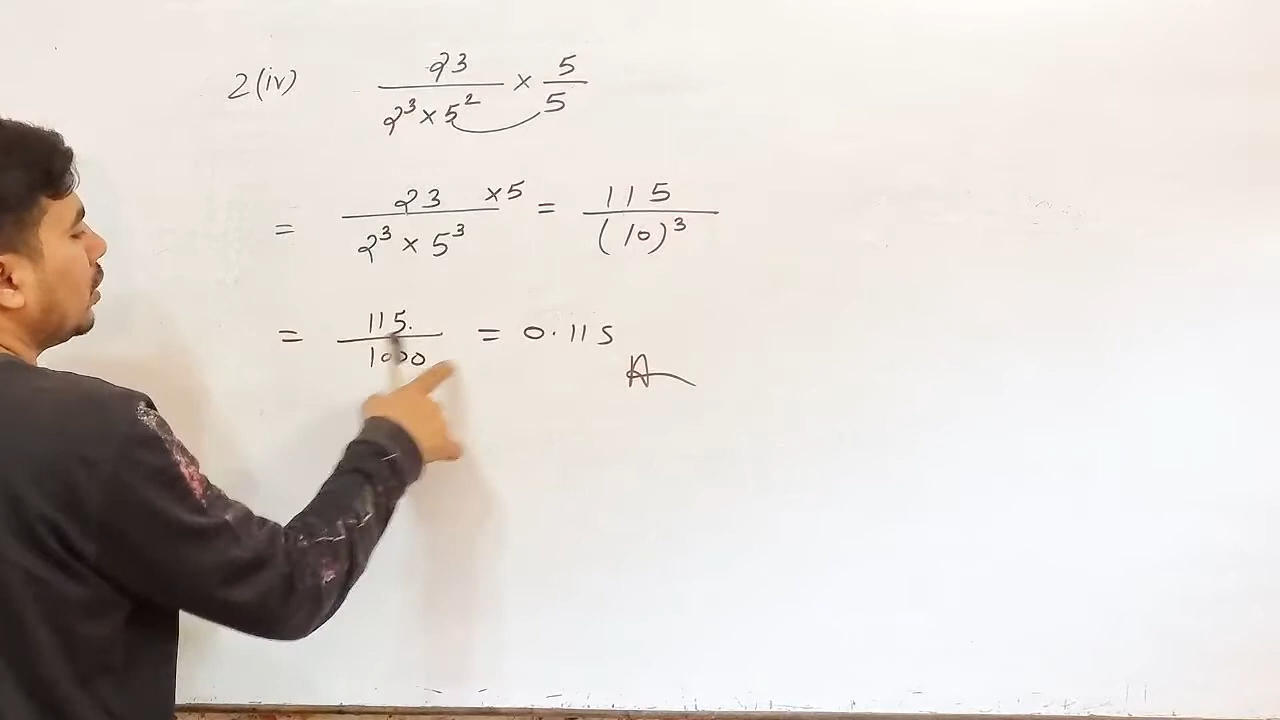 2(iv) 23/(2³ × 5²) × 5/5
= (23 × 5)/(2³ × 5³) = 115/(10)³
= 115./1000 = 0.115
A